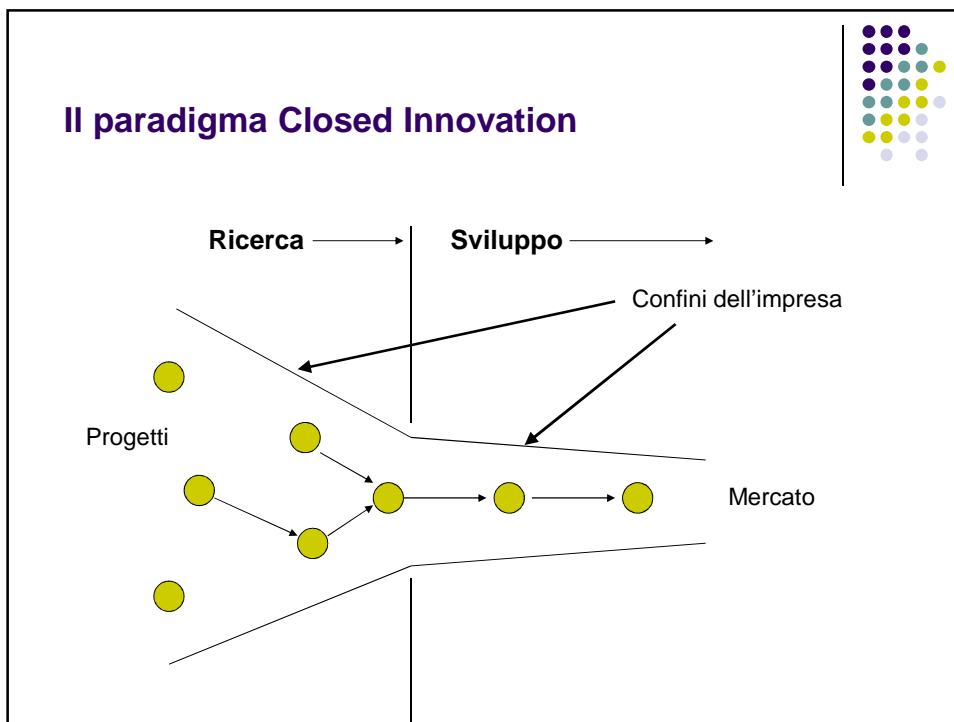 Il paradigma Closed Innovation
Ricerca
Sviluppo
Confini dell'impresa
Progetti
Mercato